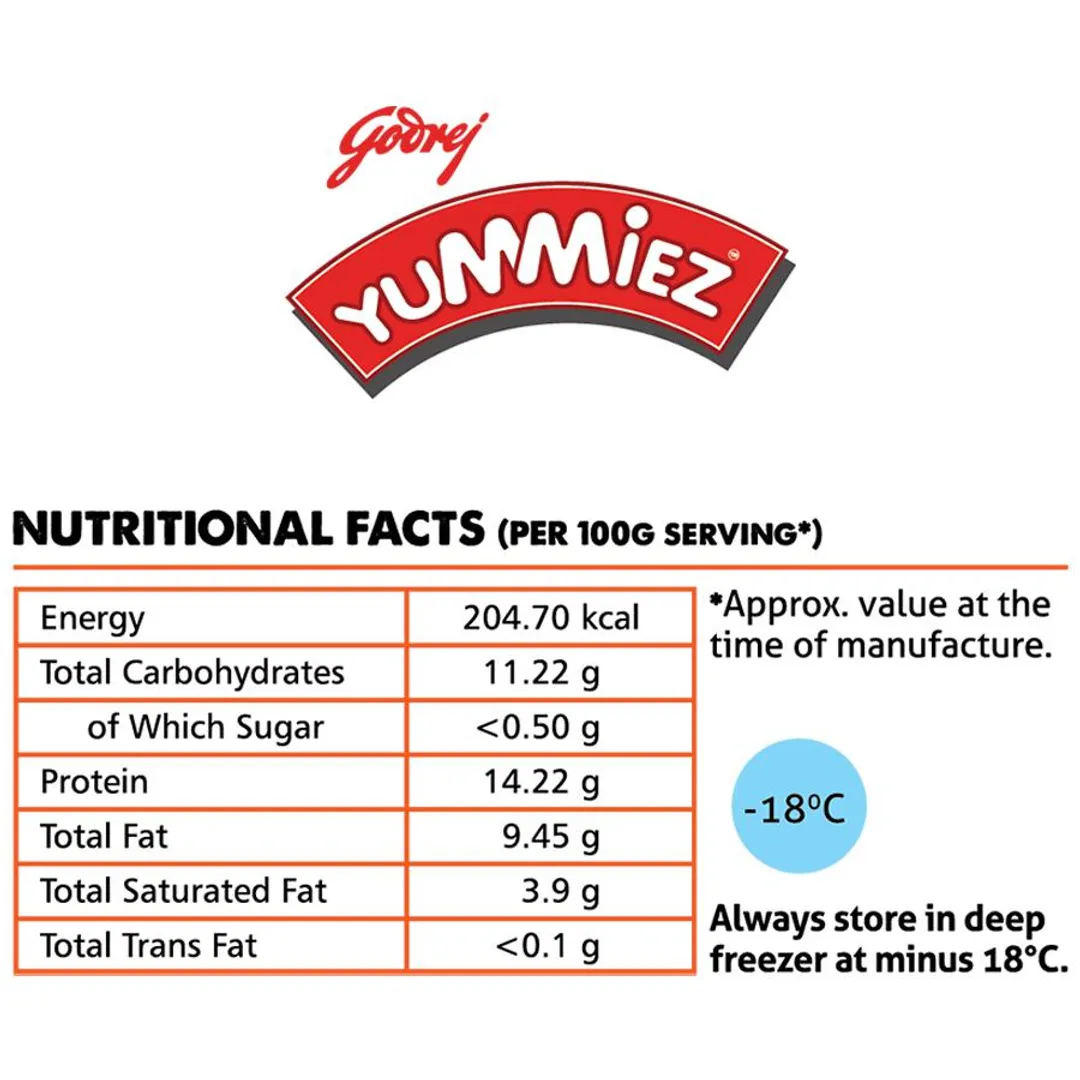 Godrej
YUMMiEZ™
NUTRITIONAL FACTS (PER 100G SERVING*)
Energy 204.70 kcal
Total Carbohydrates 11.22 g
of Which Sugar <0.50 g
Protein 14.22 g
Total Fat 9.45 g
Total Saturated Fat 3.9 g
Total Trans Fat <0.1 g
*Approx. value at the
time of manufacture.
-18ºC
Always store in deep
freezer at minus 18°C.